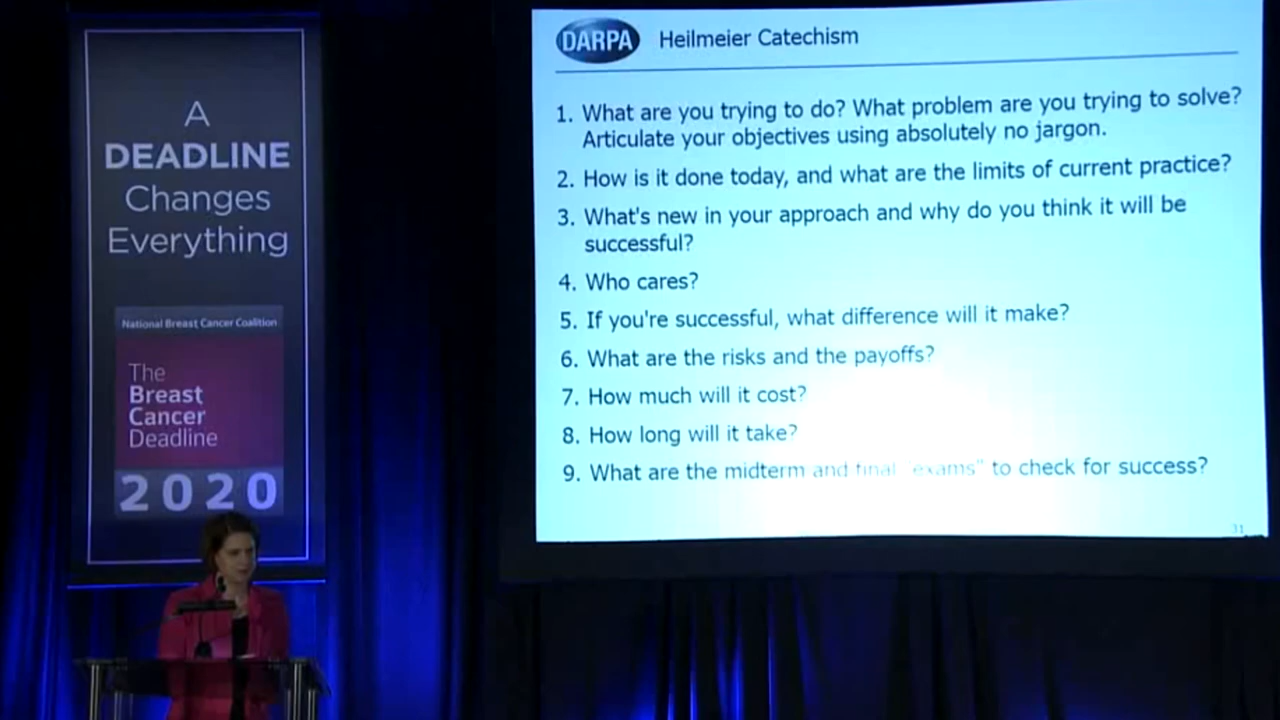 A
DEADLINE
Changes
Everything
National Breast Cancer Coalition
The
Breast
Cancer
Deadline
2020
DARPA
Heilmeier Catechism
1. What are you trying to do? What problem are you trying to solve?
Articulate your objectives using absolutely no jargon.
2. How is it done today, and what are the limits of current practice?
3. What's new in your approach and why do you think it will be
successful?
4. Who cares?
5. If you're successful, what difference will it make?
6. What are the risks and the payoffs?
7. How much will it cost?
8. How long will it take?
9. What are the midterm and final "exams" to check for success?
31